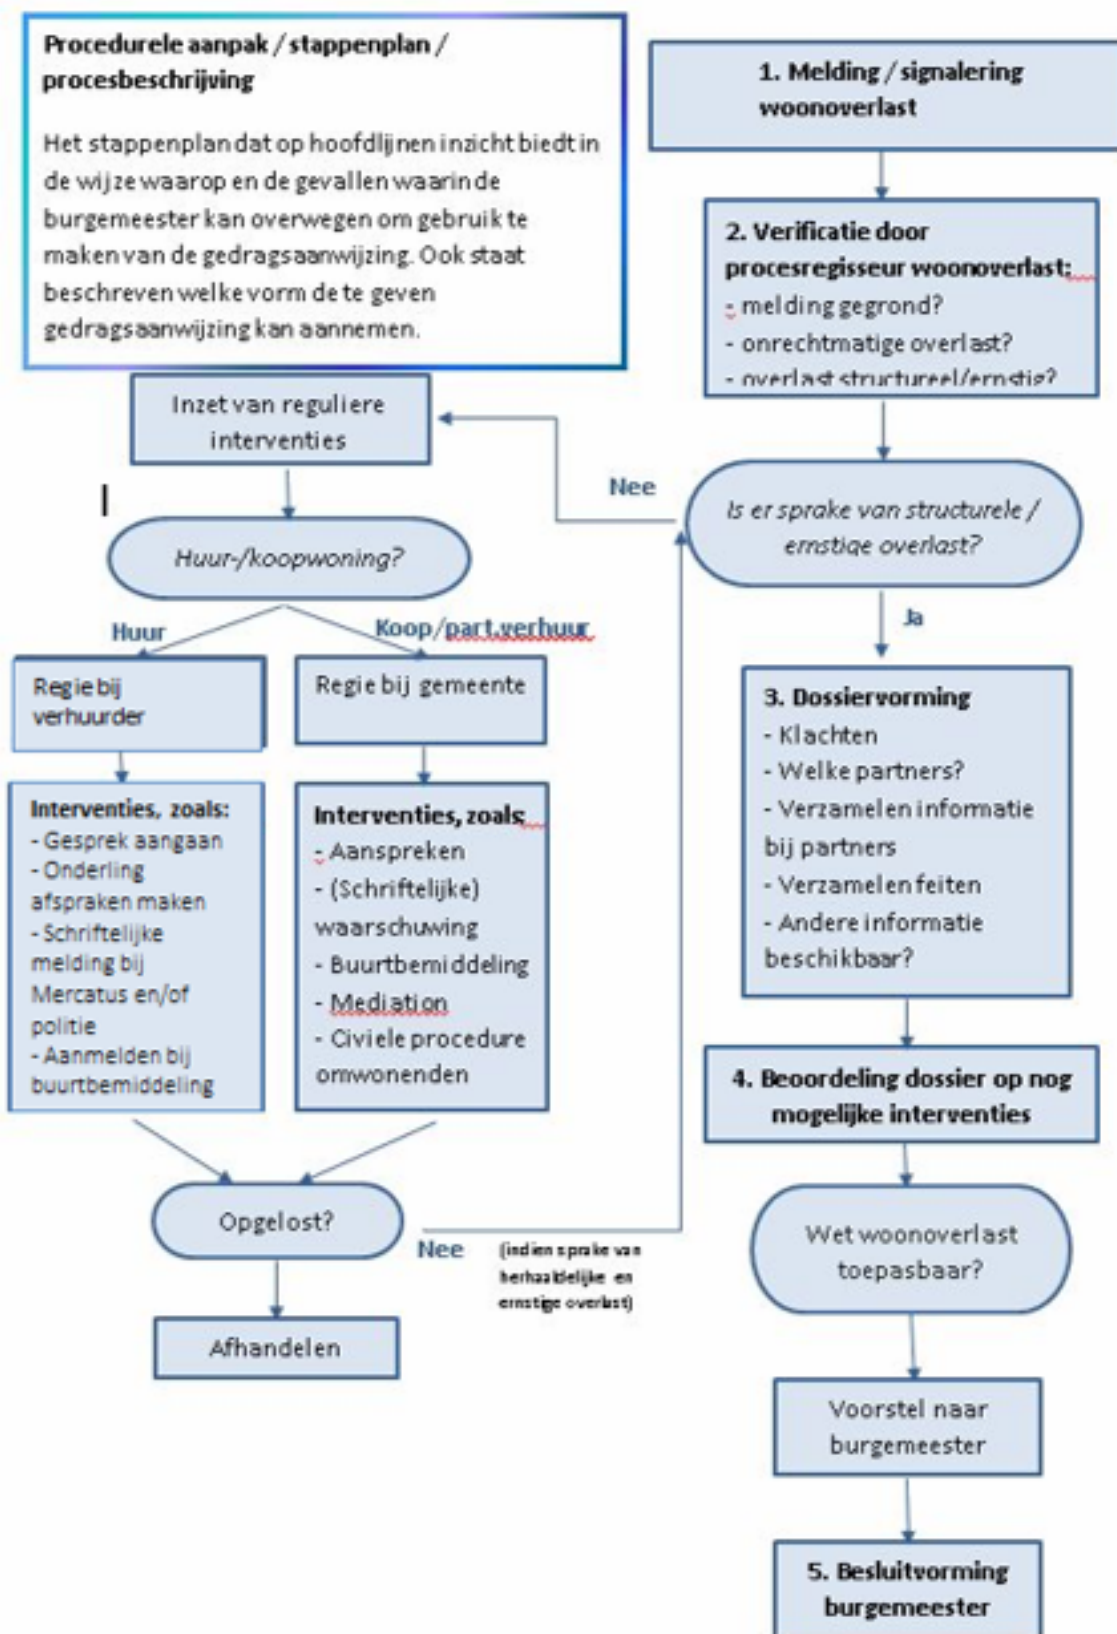 Procedurele aanpak / stappenplan /
procesbeschrijving
Het stappenplan dat op hoofdlijnen inzicht biedt in
de wijze waarop en de gevallen waarin de
burgemeester kan overwegen om gebruik te
maken van de gedragsaanwijzing. Ook staat
beschreven welke vorm de te geven
gedragsaanwijzing kan aannemen.
1. Melding / signalering
woonoverlast
2. Verificatie door
procesregisseur woonoverlast:
- melding gegrond?
- onrechtmatige overlast?
- overlast structureel/ernstig?
Is er sprake van structurele /
ernstige overlast?
Nee
Ja
Inzet van reguliere
interventies
Huur-/koopwoning?
Huur
Koop/part.verhuur
Regie bij
verhuurder
Regie bij gemeente
Interventies, zoals:
- Gesprek aangaan
- Onderling
afspraken maken
- Schriftelijke
melding bij
Mercatus en/of
politie
- Aanmelden bij
buurtbemiddeling
Interventies, zoals:
- Aanspreken
- (Schriftelijke)
waarschuwing
- Buurtbemiddeling
- Mediation
- Civiele procedure
omwonenden
Opgelost?
Nee
(indien sprake van
herhaaldelijke en
ernstige overlast)
Afhandelen
3. Dossiervorming
- Klachten
- Welke partners?
- Verzamelen informatie
bij partners
- Verzamelen feiten
- Andere informatie
beschikbaar?
4. Beoordeling dossier op nog
mogelijke interventies
Wet woonoverlast
toepasbaar?
Voorstel naar
burgemeester
5. Besluitvorming
burgemeester